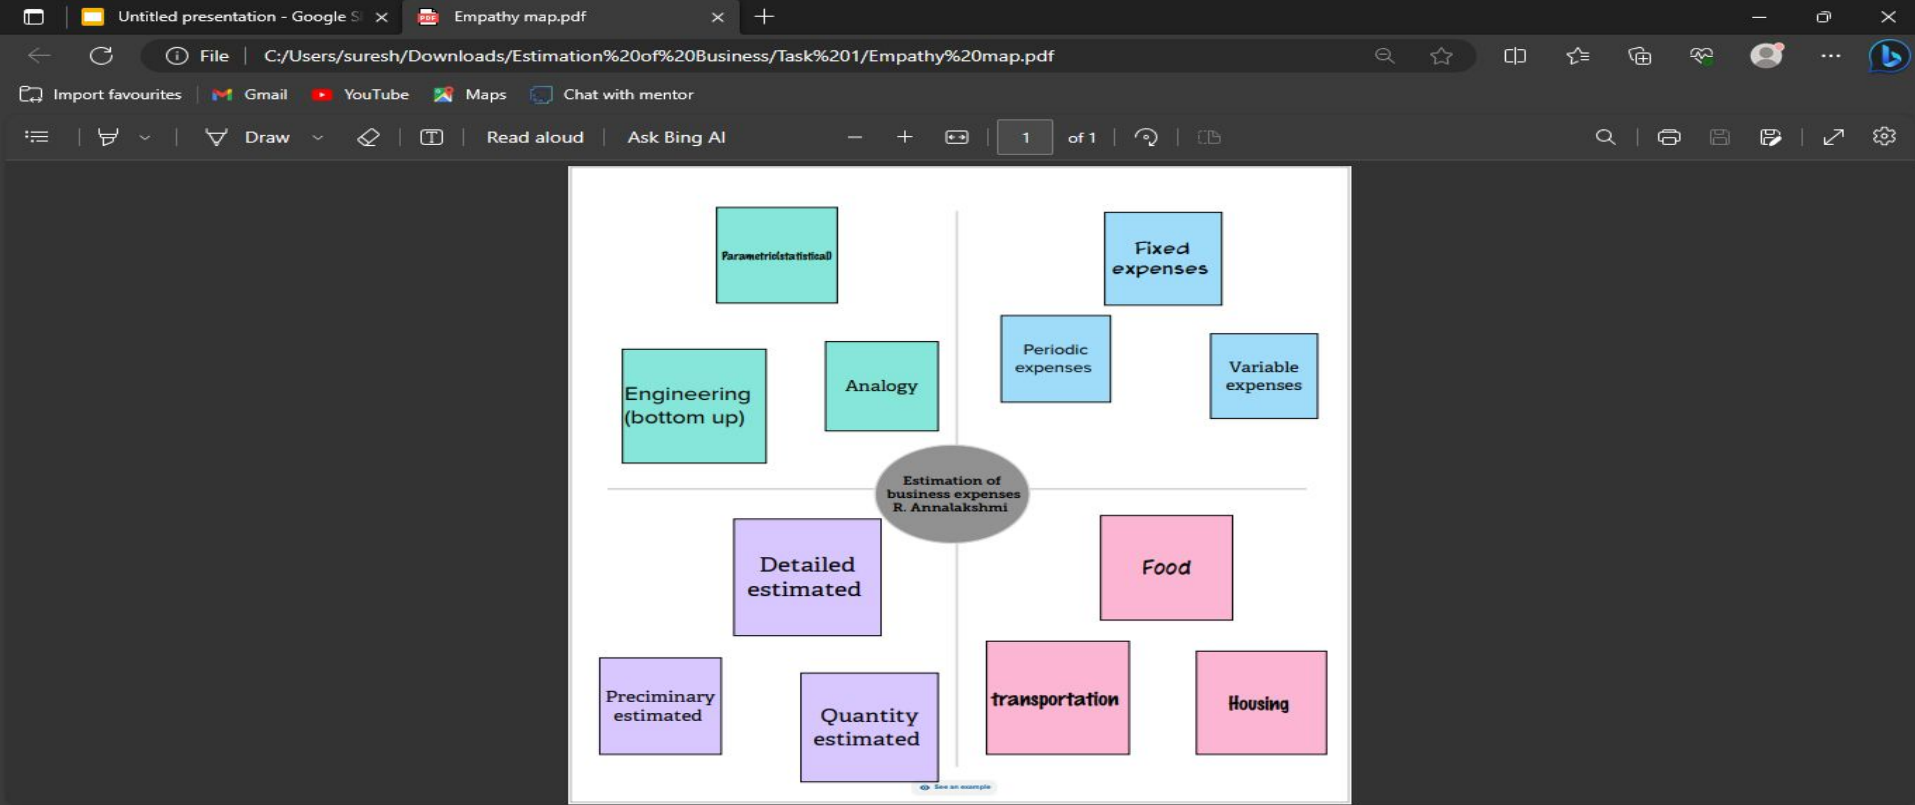 Untitled presentation - Google S
Empathy map.pdf
File
C:/Users/suresh/Downloads/Estimation%20of%20Business/Task%201/Empathy%20map.pdf
Import favourites
Gmail
YouTube
Maps
Chat with mentor
Draw
Read aloud
Ask Bing AI
1
of 1
Parametric(statistical)
Engineering
(bottom up)
Analogy
Fixed
expenses
Periodic
expenses
Variable
expenses
Estimation of
business expenses
R. Annalakshmi
Detailed
estimated
Preciminary
estimated
Quantity
estimated
Food
transportation
Housing
See an example